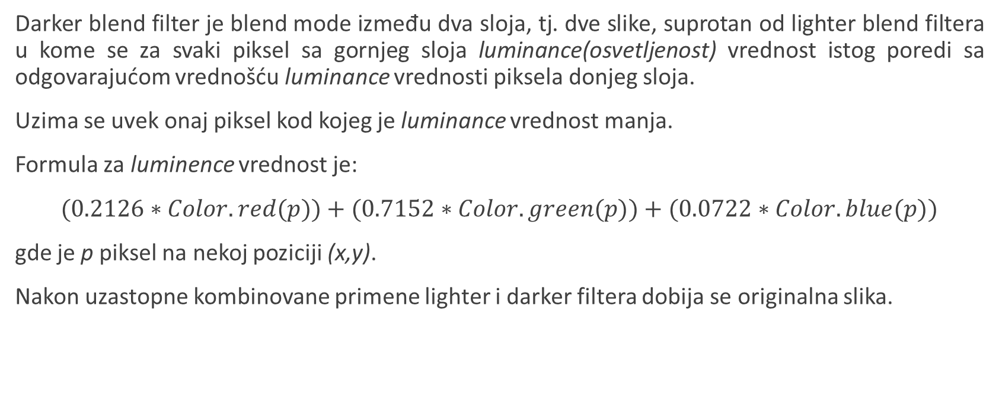 Darker blend filter je blend mode između dva sloja, tj. dve slike, suprotan od lighter blend filtera
u kome se za svaki piksel sa gornjeg sloja luminance(osvetljenost) vrednost istog poredi sa
odgovarajućom vrednošću luminance vrednosti piksela donjeg sloja.
Uzima se uvek onaj piksel kod kojeg je luminance vrednost manja.
Formula za luminence vrednost je:
(0.2126 ∗ Color.red(p)) + (0.7152 ∗ Color.green(p)) + (0.0722 ∗ Color.blue(p))
gde je p piksel na nekoj poziciji (x,y).
Nakon uzastopne kombinovane primene lighter i darker filtera dobija se originalna slika.